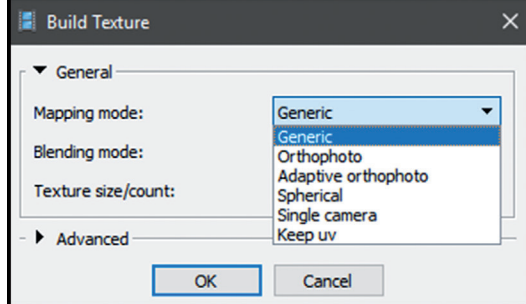 Build Texture
General
Mapping mode: Generic
Generic
Blending mode: Orthophoto
Adaptive orthophoto
Texture size/count: Spherical
Single camera
Advanced Keep uv
OK Cancel